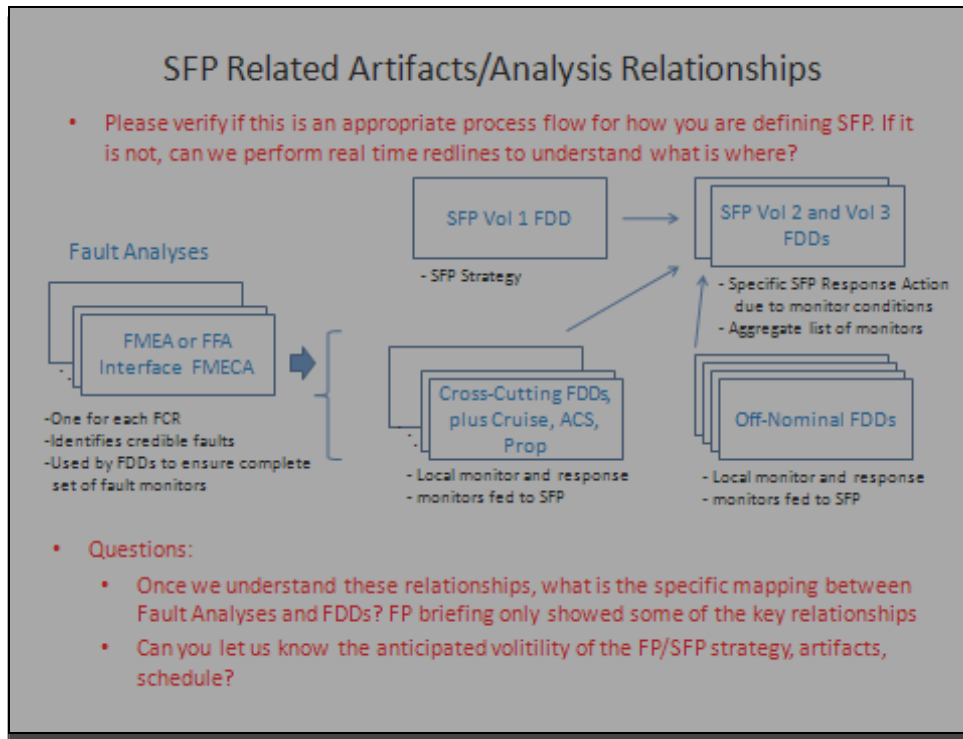 SFP Related Artifacts/Analysis Relationships
• Please verify if this is an appropriate process flow for how you are defining SFP. If it
is not, can we perform real time redlines to understand what is where?
SFP Vol 1 FDD
- SFP Strategy
SFP Vol 2 and Vol 3
FDDs
- Specific SFP Response Action
due to monitor conditions
- Aggregate list of monitors
Fault Analyses
FMEA or FFA
Interface FMECA
-One for each FCR
-Identifies credible faults
-Used by FDDs to ensure complete
set of fault monitors
Cross-Cutting FDDs,
plus Cruise, ACS,
Prop
- Local monitor and response
- monitors fed to SFP
Off-Nominal FDDs
- Local monitor and response
- monitors fed to SFP
• Questions:
• Once we understand these relationships, what is the specific mapping between
Fault Analyses and FDDs? FP briefing only showed some of the key relationships
• Can you let us know the anticipated volitility of the FP/SFP strategy, artifacts,
schedule?